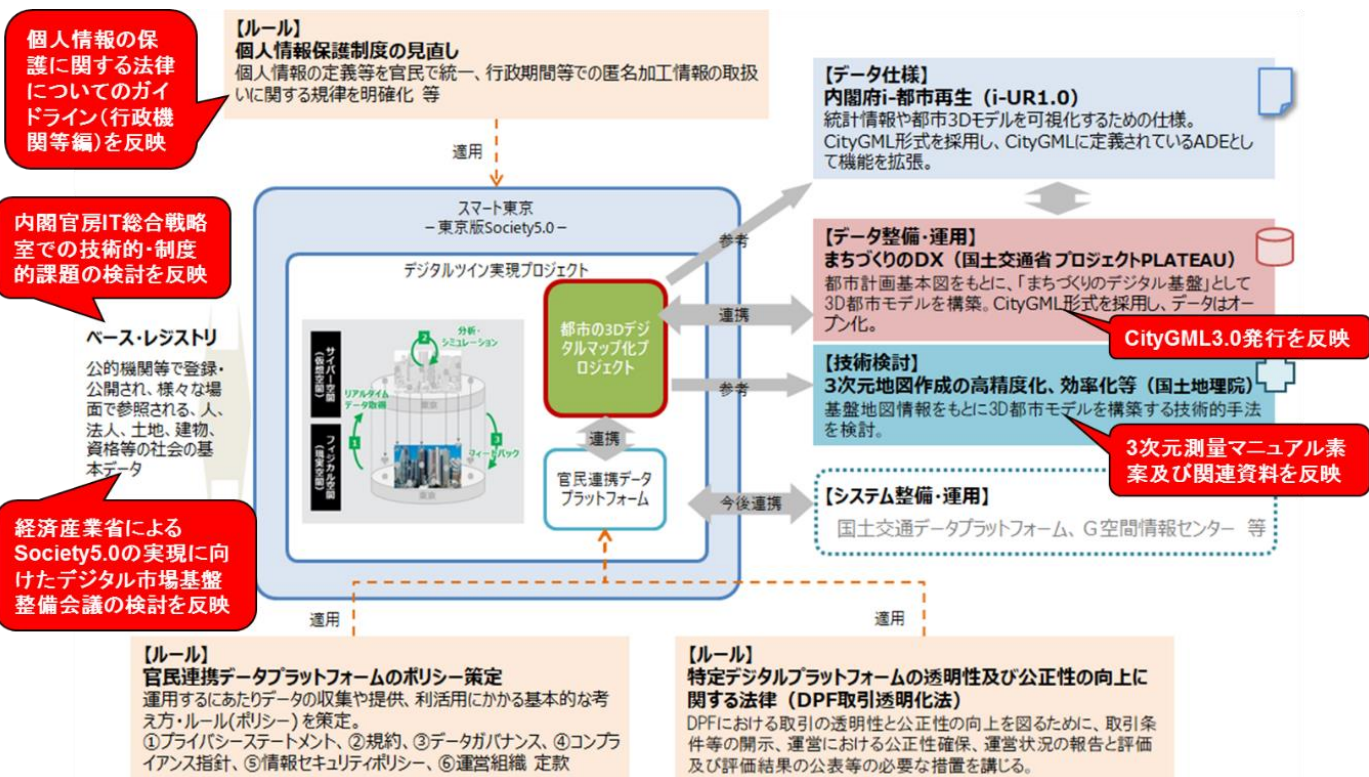 個人情報の保
護に関する法律
についてのガイ
ドライン(行政機
関等編)を反映
【ルール】
個人情報保護制度の見直し
個人情報の定義等を官民で統一、行政期間等での匿名加工情報の取扱
いに関する規律を明確化 等
適用
【データ仕様】
内閣府i-都市再生(i-UR1.0)
統計情報や都市3Dモデルを可視化するための仕様。
CityGML形式を採用し、CityGMLに定義されているADEとし
て機能を拡張。
内閣官房IT総合戦略
室での技術的・制度
的課題の検討を反映
ベース・レジストリ
公的機関等で登録・
公開され、様々な場
面で参照される、人、
法人、土地、建物、
資格等の社会の基
本データ
経済産業省による
Society5.0の実現に向
けたデジタル市場基盤
整備会議の検討を反映
スマート東京
-東京版Society5.0-
デジタルツイン実現プロジェクト
サイバー空間
(仮想空間)
フィジカル空間
(現実空間)
2
分析・
シミュレーション
東京
リアルタイム
データ取得
1
3
フィードバック
東京
都市の3Dデジ
タルマップ化プ
ロジェクト
連携
官民連携データ
プラットフォーム
参考
連携
参考
今後連携
【データ整備・運用】
まちづくりのDX(国土交通省 プロジェクトPLATEAU)
都市計画基本図をもとに、「まちづくりのデジタル基盤」として
3D都市モデルを構築。CityGML形式を採用し、データはオー
プン化。
CityGML3.0発行を反映
【技術検討】
3次元地図作成の高精度化、効率化等(国土地理院)
基盤地図情報をもとに3D都市モデルを構築する技術的手法
を検討。
3次元測量マニュアル素
案及び関連資料を反映
【システム整備・運用】
国土交通データプラットフォーム、G空間情報センター 等
適用
適用
【ルール】
官民連携データプラットフォームのポリシー策定
運用するにあたりデータの収集や提供、利活用にかかる基本的な考
え方・ルール(ポリシー)を策定。
①プライバシーステートメント、②規約、③データガバナンス、④コンプラ
イアンス指針、⑤情報セキュリティポリシー、⑥運営組織 定款
【ルール】
特定デジタルプラットフォームの透明性及び公正性の向上に
関する法律(DPF取引透明化法)
DPFにおける取引の透明性と公正性の向上を図るために、取引条
件等の開示、運営における公正性確保、運営状況の報告と評価
及び評価結果の公表等の必要な措置を講じる。